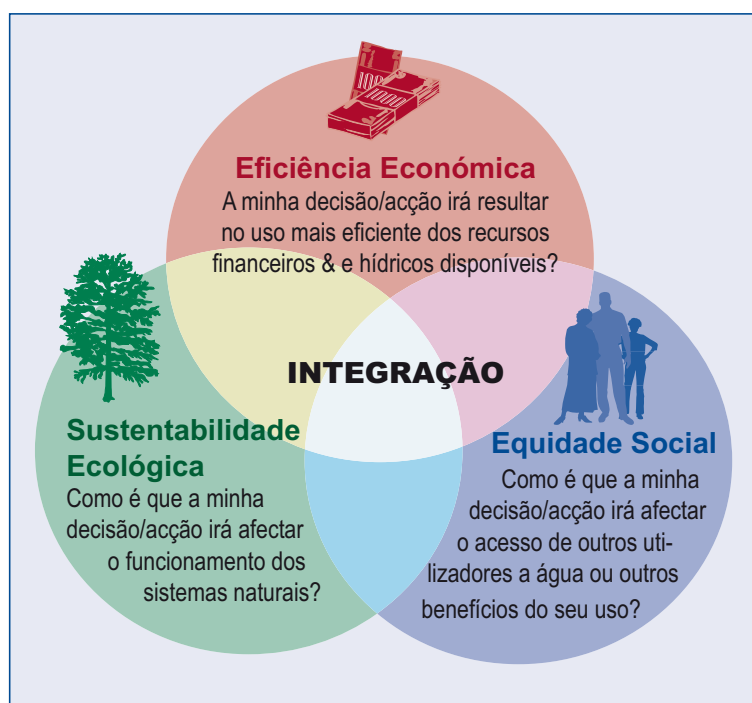 100
1000
Eficiência Económica
A minha decisão/acção irá resultar
no uso mais eficiente dos recursos
financeiros & e hídricos disponíveis?
INTEGRAÇÃO
Sustentabilidade
Ecológica
Como é que a minha
decisão/acção irá afectar
o funcionamento dos
sistemas naturais?
Equidade Social
Como é que a minha
decisão/acção irá afectar
o acesso de outros uti-
lizadores a água ou outros
benefícios do seu uso?